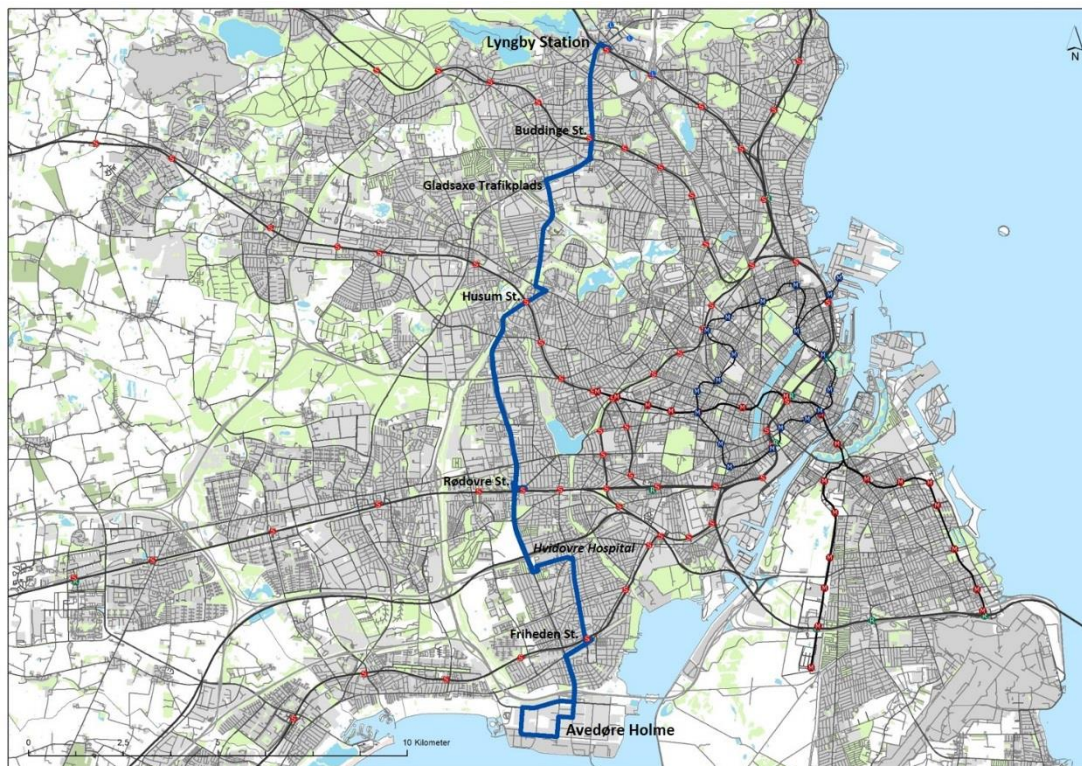 N
Lyngby Station
Buddinge St.
Gladsaxe Trafikplads
Husum St.
Rødovre St.
Hvidovre Hospital
Friheden St.
Avedøre Holme
0 2,5 10 Kilometer